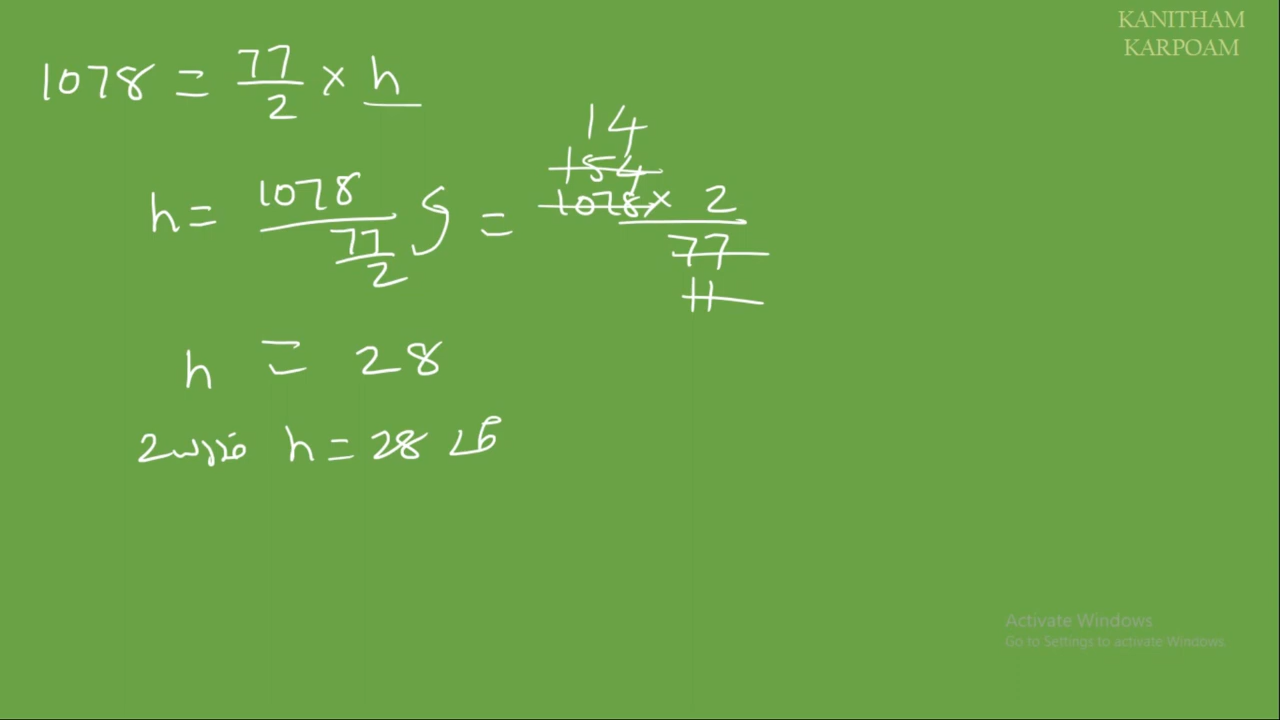 KANITHAM
KARPOAM
1078 = 77/2 × h
h = 1078/(77/2) = 14
154
1078 × 2
77
11
h = 28
உயரம் h = 28 செமீ
Activate Windows
Go to Settings to activate Windows.